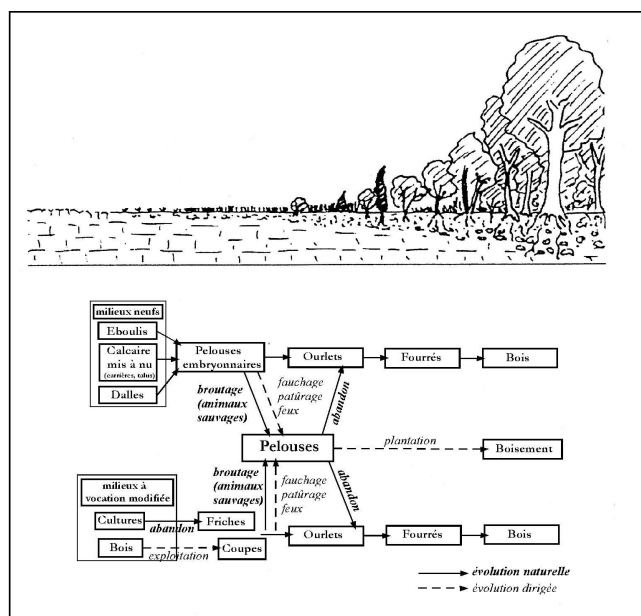 milieux neufs
Eboulis
Calcaire
mis à nu
(carrières, talus)
Dalles
Pelouses
embryonnaires
Ourlets
Fourrés
Bois
broutage
(animaux
sauvages)
fauchage
patûrage
feux
abandon
Pelouses
plantation
Boisement
milieux à
vocation modifiée
broutage
(animaux
sauvages)
fauchage
patûrage
feux
abandon
Cultures
abandon
Friches
Bois
exploitation
Coupes
Ourlets
Fourrés
Bois
évolution naturelle
évolution dirigée